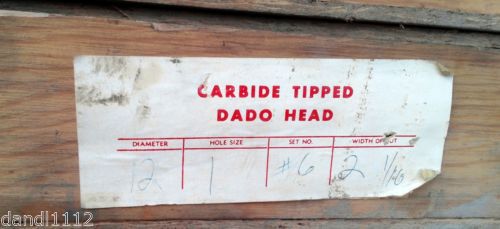 CARBIDE TIPPED
DADO HEAD
DIAMETER HOLE SIZE SET NO. WIDTH OF CUT
12 1 #6 2 1/16
dandl1112